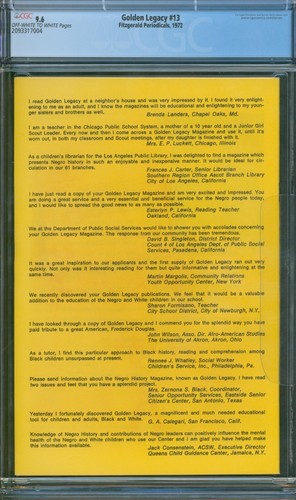 CGC
9.6
OFF-WHITE TO WHITE Pages
2093317004
Golden Legacy #13
Fitzgerald Periodicals, 1972
I read Golden Legacy at a neighbor's house and was very impressed by it. I found it very enlight-
ening to me as an adult, and I know the magazines will be educational and enlightening to my youn-
ger sisters and brothers as well.
Brenda Landers, Chapel Oaks, Md.
I am a teacher in the Chicago Public School System, a mother of a 10 year old and a Junior Girl
Scout Leader. Every now and then I come across a Golden Legacy Magazine and use it, until it's
worn out, in both my classroom and Scout meetings, after my daughter is finished with it.
Mrs. E. P. Luckett, Chicago, Illinois
As a children's librarian for the Los Angeles Public Library, I was delighted to find a magazine which
presents Negro history in such an enjoyable and inexpensive manner. It would be ideal for cir-
culation in our 61 branches.
Frances J. Canter, Senior Librarian
Southern Region Office Ascot Branch Library
City of Los Angeles, California
I have just read a copy of your Golden Legacy Magazine and am very excited and impressed. You
are doing a great service and a very essential and beneficial service for the Negro people today,
and I would like to spread the good news to as many as possible.
Esterlyn P. Lewis, Reading Teacher
Oakland, California
We at the Department of Public Social Services would like to shower you with accolades concerning
your Golden Legacy Magazine. The response from our community has been tremendous.
David B. Singleton, District Director
Count of Los Angeles Dept. of Public Social
Services, Pasadena, California
It was a great inspiration to our applicants and the first supply of Golden Legacy ran out very
quickly. Not only was it interesting reading for them but quite informative and enlightening at the
same time.
Martin Margolis, Community Relations
Youth Opportunity Center, New York
We recently discovered your Golden Legacy publications. We feel that it would be a valuable
addition to the education of the Negro and White children in our school.
Sharon Formisano, Teacher
City School District, City of Newburgh, N.Y.
I have looked through a copy of Golden Legacy and I commend you for the splendid way you have
paid tribute to a great American, Frederick Douglas.
John Wilson, Asso. Dir. Afro-American Studies
The University of Akron, Akron, Ohio
As a tutor, I find this particular approach to Black history, reading and comprehension among
Black children unsurpassed at present.
Rennee J. Whatley, Social Worker
Children's Service, Inc., Philadelphia, Pa.
Please send information about the Negro History Magazine, known as Golden Legacy. I have read
two issues and feel that you have a splendid project.
Mrs. Zernona S. Black, Coordinator,
Senior Opportunity Services, Eastside Senior
Citizen's Center, San Antonio, Texas
Yesterday I fortunately discovered Golden Legacy, a magnificent and much needed educational
tool for children and adults, Black and White.
G. A. Calegari, San Francisco, Calif.
Knowledge of Negro History and contributions of Negro leaders can positively influence the mental
health of the Negro and White children who use our Center and I am glad you have helped make
this information available.
Jack Consenstein, ACSW, Executive Director
Queens Child Guidance Center, Jamaica, N.Y.